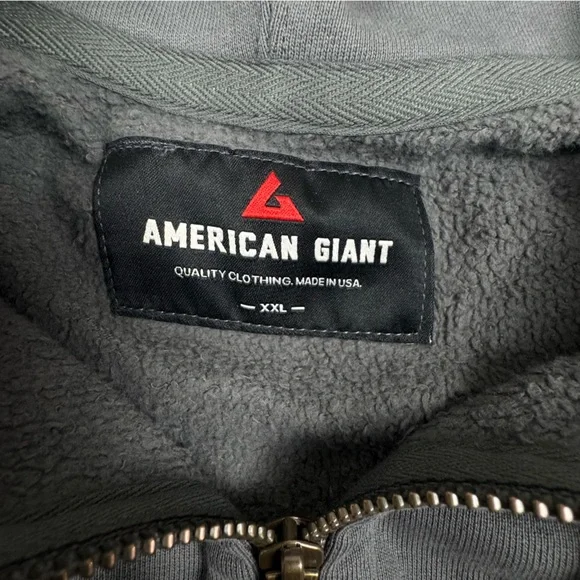 AMERICAN GIANT
QUALITY CLOTHING. MADE IN USA.
— XXL —